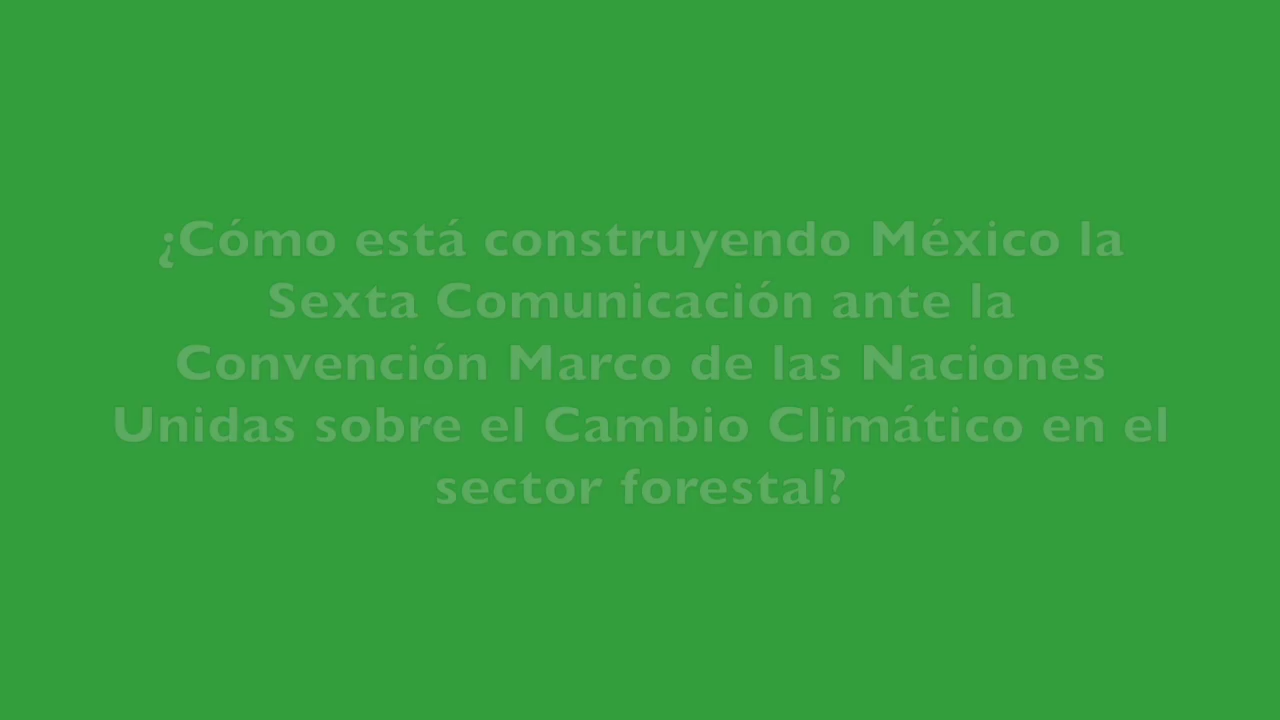 ¿Cómo está construyendo México la
Sexta Comunicación ante la
Convención Marco de las Naciones
Unidas sobre el Cambio Climático en el
sector forestal?